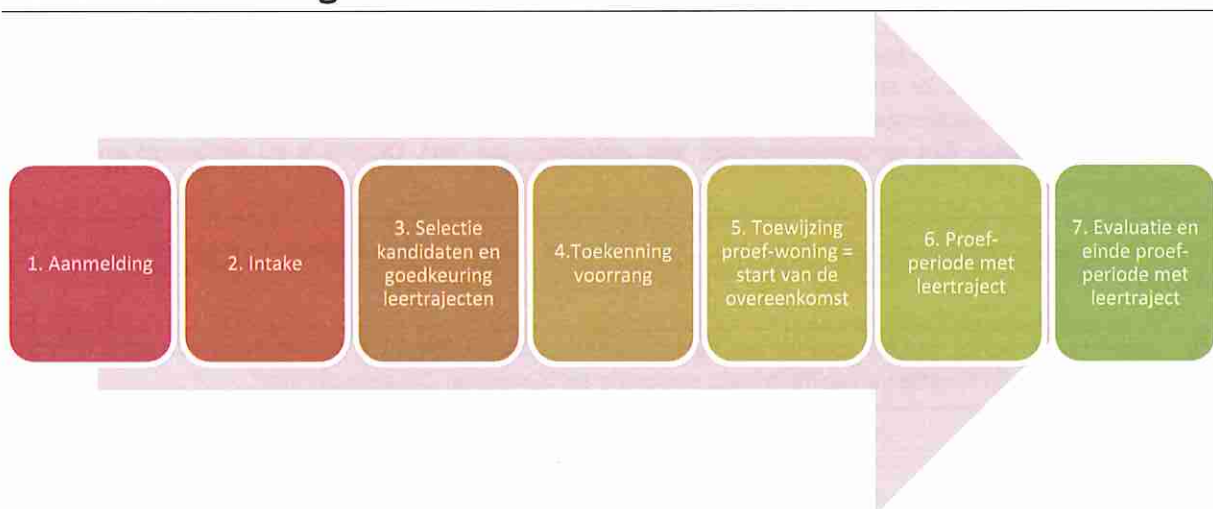 1. Aanmelding
2. Intake
3. Selectie
kandidaten en
goedkeuring
leertrajecten
4.Toekenning
voorrang
5. Toewijzing
proef-woning =
start van de
overeenkomst
6. Proef-
periode met
leertraject
7. Evaluatie en
einde proef-
periode met
leertraject